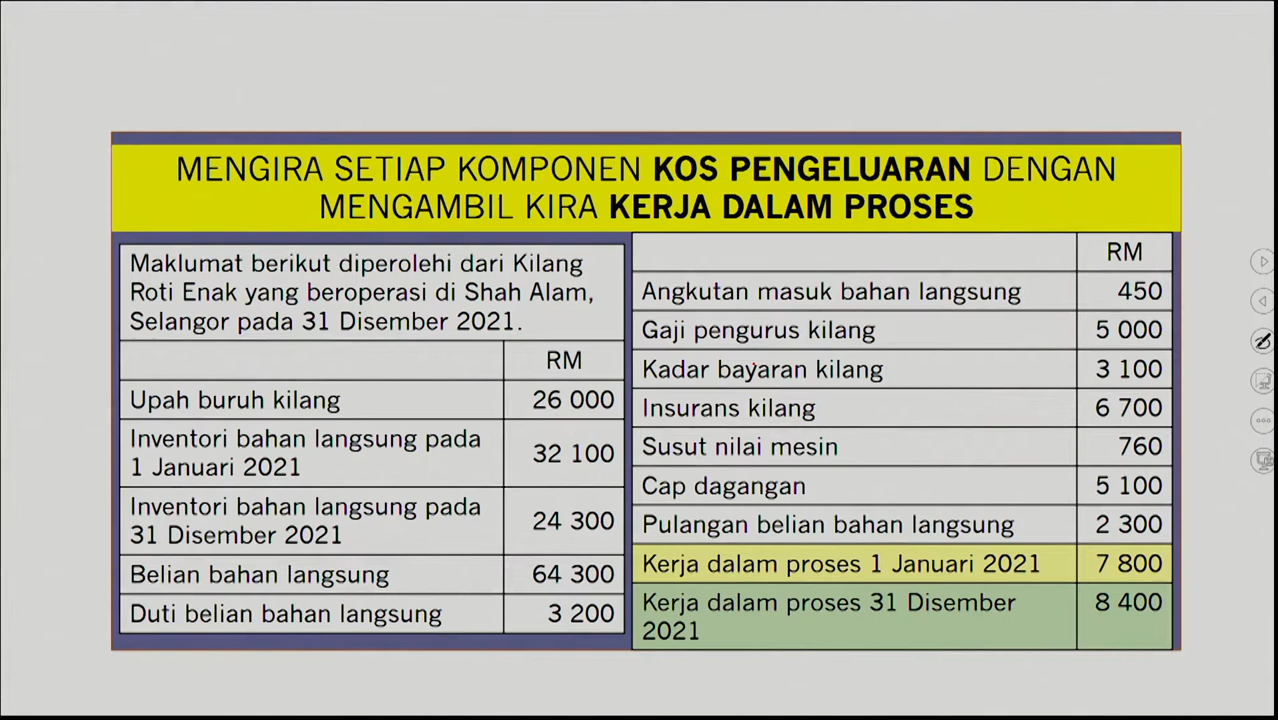 MENGIRA SETIAP KOMPONEN KOS PENGELUARAN DENGAN
MENGAMBIL KIRA KERJA DALAM PROSES
Maklumat berikut diperolehi dari Kilang
Roti Enak yang beroperasi di Shah Alam,
Selangor pada 31 Disember 2021.
RM
Upah buruh kilang 26 000
Inventori bahan langsung pada
1 Januari 2021 32 100
Inventori bahan langsung pada
31 Disember 2021 24 300
Belian bahan langsung 64 300
Duti belian bahan langsung 3 200
RM
Angkutan masuk bahan langsung 450
Gaji pengurus kilang 5 000
Kadar bayaran kilang 3 100
Insurans kilang 6 700
Susut nilai mesin 760
Cap dagangan 5 100
Pulangan belian bahan langsung 2 300
Kerja dalam proses 1 Januari 2021 7 800
Kerja dalam proses 31 Disember 8 400
2021